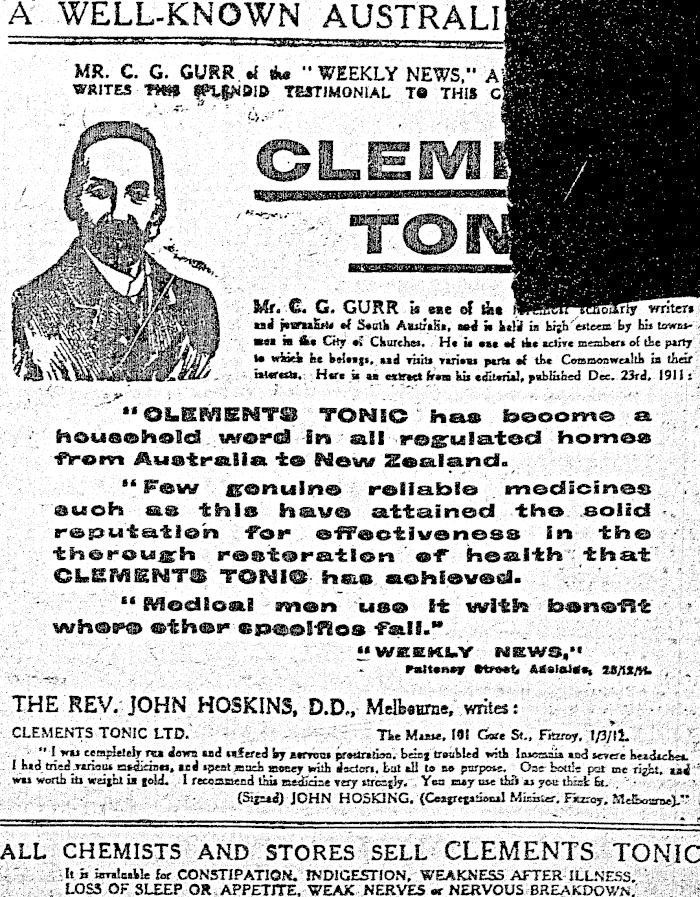 A WELL-KNOWN AUSTRALI
MR. C. G. GURR of the "WEEKLY NEWS," A
WRITES THIS SPLENDID TESTIMONIAL TO THIS G
CLEM
TON
Mr. C. G. GURR is one of the foremost scholarly writers
and journalists of South Australia, and is held in high esteem by his towns-
men in the City of Churches. He is one of the active members of the party
to which he belongs, and visits various parts of the Commonwealth in their
interests. Here is an extract from his editorial, published Dec. 23rd, 1911:
"CLEMENTS TONIC has become a
household word in all regulated homes
from Australia to New Zealand.
"Few genuine reliable medicines
such as this have attained the solid
reputation for effectiveness in the
thorough restoration of health that
CLEMENTS TONIC has achieved.
"Medical men use it with benefit
where other specifics fail."
"WEEKLY NEWS,"
Pulteney Street, Adelaide,
THE REV. JOHN HOSKINS, D.D., Melbourne, writes:
CLEMENTS TONIC LTD.
The Manse, 101 Gore St., Fitzroy, 1/3/12.
"I was completely run down and suffered by nervous prostration, being troubled with Insomnia and severe headaches.
I had tried various medicines, and spent much money with doctors, but all to no purpose. One bottle put me right, and
was worth its weight in gold. I recommend this medicine very strongly. You may use this as you think fit.
(Signed) JOHN HOSKING, (Congregational Minister, Fitzroy, Melbourne)."
ALL CHEMISTS AND STORES SELL CLEMENTS TONIC
It is invaluable for CONSTIPATION, INDIGESTION, WEAKNESS AFTER ILLNESS,
LOSS OF SLEEP OR APPETITE, WEAK NERVES or NERVOUS BREAKDOWN.